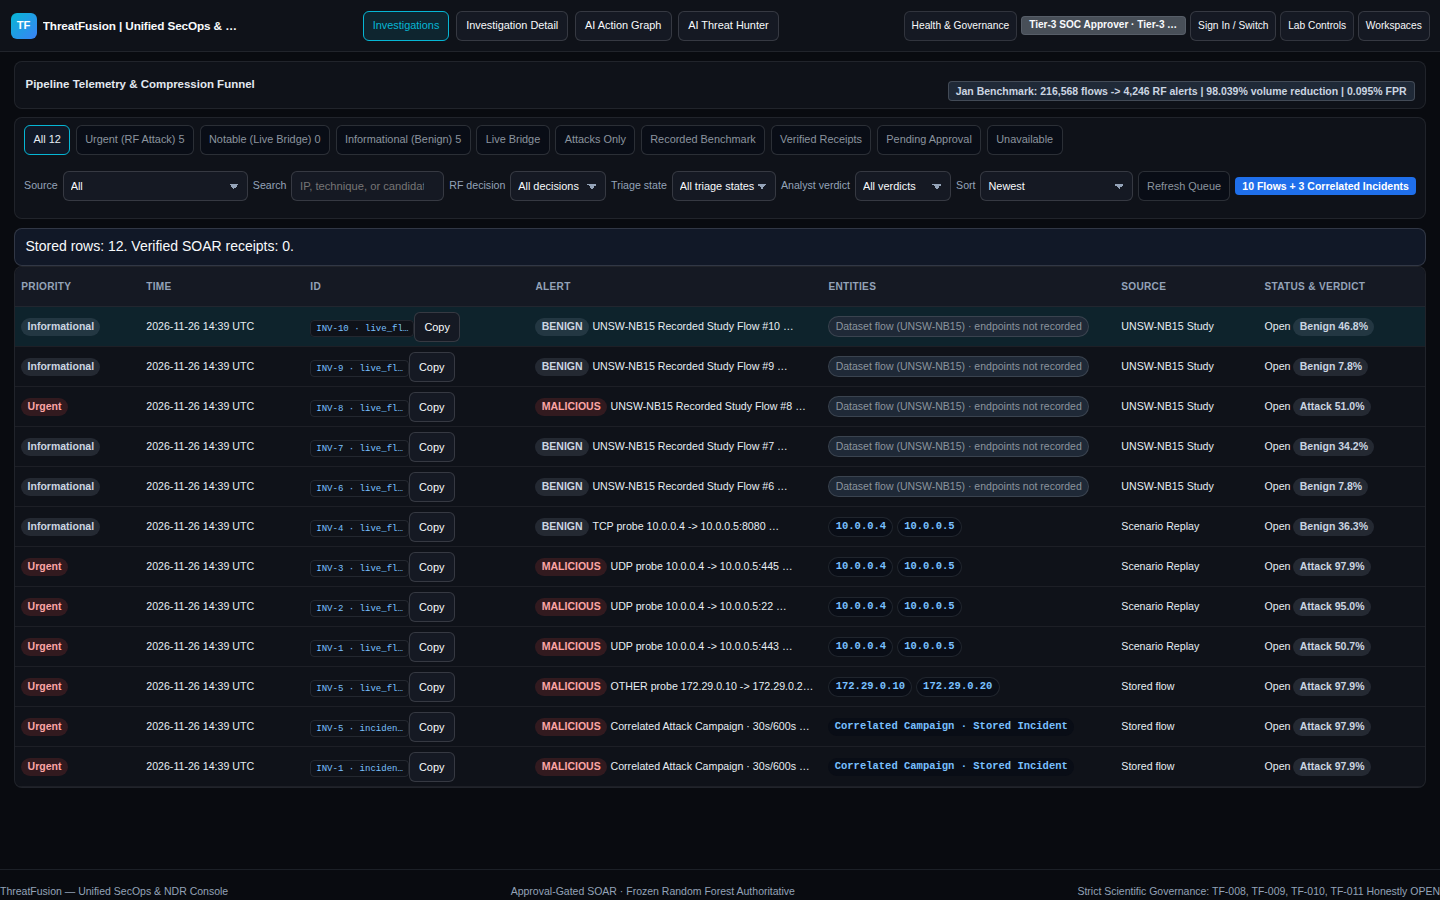 TF ThreatFusion | Unified SecOps & ... Investigations Investigation Detail AI Action Graph AI Threat Hunter Health & Governance Tier-3 SOC Approver · Tier-3 ... Sign In / Switch Lab Controls Workspaces
Pipeline Telemetry & Compression Funnel Jan Benchmark: 216,568 flows -> 4,246 RF alerts | 98.039% volume reduction | 0.095% FPR
All 12 Urgent (RF Attack) 5 Notable (Live Bridge) 0 Informational (Benign) 5 Live Bridge Attacks Only Recorded Benchmark Verified Receipts Pending Approval Unavailable
Source All Search IP, technique, or candidat RF decision All decisions Triage state All triage states Analyst verdict All verdicts Sort Newest Refresh Queue 10 Flows + 3 Correlated Incidents
Stored rows: 12. Verified SOAR receipts: 0.
PRIORITY TIME ID ALERT ENTITIES SOURCE STATUS & VERDICT
Informational 2026-11-26 14:39 UTC INV-10 · live_fl... Copy BENIGN UNSW-NB15 Recorded Study Flow #10 ... Dataset flow (UNSW-NB15) · endpoints not recorded UNSW-NB15 Study Open Benign 46.8%
Informational 2026-11-26 14:39 UTC INV-9 · live_fl... Copy BENIGN UNSW-NB15 Recorded Study Flow #9 ... Dataset flow (UNSW-NB15) · endpoints not recorded UNSW-NB15 Study Open Benign 7.8%
Urgent 2026-11-26 14:39 UTC INV-8 · live_fl... Copy MALICIOUS UNSW-NB15 Recorded Study Flow #8 ... Dataset flow (UNSW-NB15) · endpoints not recorded UNSW-NB15 Study Open Attack 51.0%
Informational 2026-11-26 14:39 UTC INV-7 · live_fl... Copy BENIGN UNSW-NB15 Recorded Study Flow #7 ... Dataset flow (UNSW-NB15) · endpoints not recorded UNSW-NB15 Study Open Benign 34.2%
Informational 2026-11-26 14:39 UTC INV-6 · live_fl... Copy BENIGN UNSW-NB15 Recorded Study Flow #6 ... Dataset flow (UNSW-NB15) · endpoints not recorded UNSW-NB15 Study Open Benign 7.8%
Informational 2026-11-26 14:39 UTC INV-4 · live_fl... Copy BENIGN TCP probe 10.0.0.4 -> 10.0.0.5:8080 ... 10.0.0.4 10.0.0.5 Scenario Replay Open Benign 36.3%
Urgent 2026-11-26 14:39 UTC INV-3 · live_fl... Copy MALICIOUS UDP probe 10.0.0.4 -> 10.0.0.5:445 ... 10.0.0.4 10.0.0.5 Scenario Replay Open Attack 97.9%
Urgent 2026-11-26 14:39 UTC INV-2 · live_fl... Copy MALICIOUS UDP probe 10.0.0.4 -> 10.0.0.5:22 ... 10.0.0.4 10.0.0.5 Scenario Replay Open Attack 95.0%
Urgent 2026-11-26 14:39 UTC INV-1 · live_fl... Copy MALICIOUS UDP probe 10.0.0.4 -> 10.0.0.5:443 ... 10.0.0.4 10.0.0.5 Scenario Replay Open Attack 50.7%
Urgent 2026-11-26 14:39 UTC INV-5 · live_fl... Copy MALICIOUS OTHER probe 172.29.0.10 -> 172.29.0.2... 172.29.0.10 172.29.0.20 Stored flow Open Attack 97.9%
Urgent 2026-11-26 14:39 UTC INV-5 · inciden... Copy MALICIOUS Correlated Attack Campaign · 30s/600s ... Correlated Campaign · Stored Incident Stored flow Open Attack 97.9%
Urgent 2026-11-26 14:39 UTC INV-1 · inciden... Copy MALICIOUS Correlated Attack Campaign · 30s/600s ... Correlated Campaign · Stored Incident Stored flow Open Attack 97.9%
ThreatFusion — Unified SecOps & NDR Console Approval-Gated SOAR · Frozen Random Forest Authoritative Strict Scientific Governance: TF-008, TF-009, TF-010, TF-011 Honestly OPEN